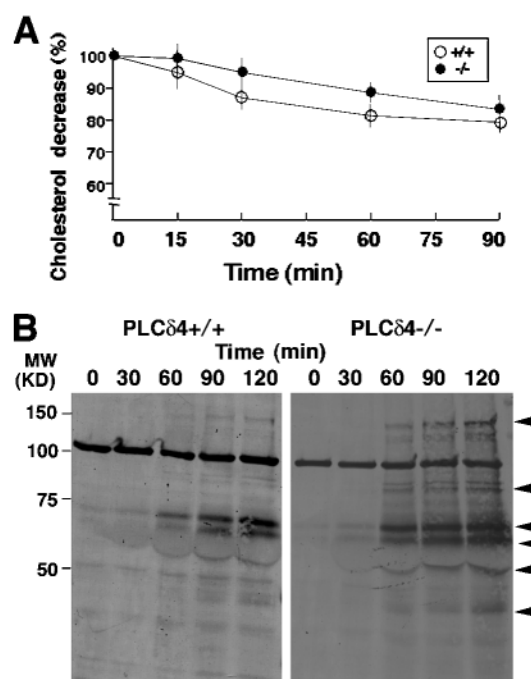 A
Cholesterol decrease (%)
100
90
80
70
60
+/+
-/-
0 15 30 45 60 75 90
Time (min)
B
PLCδ4+/+ PLCδ4-/-
Time (min)
MW
(KD)
0 30 60 90 120 0 30 60 90 120
150
100
75
50